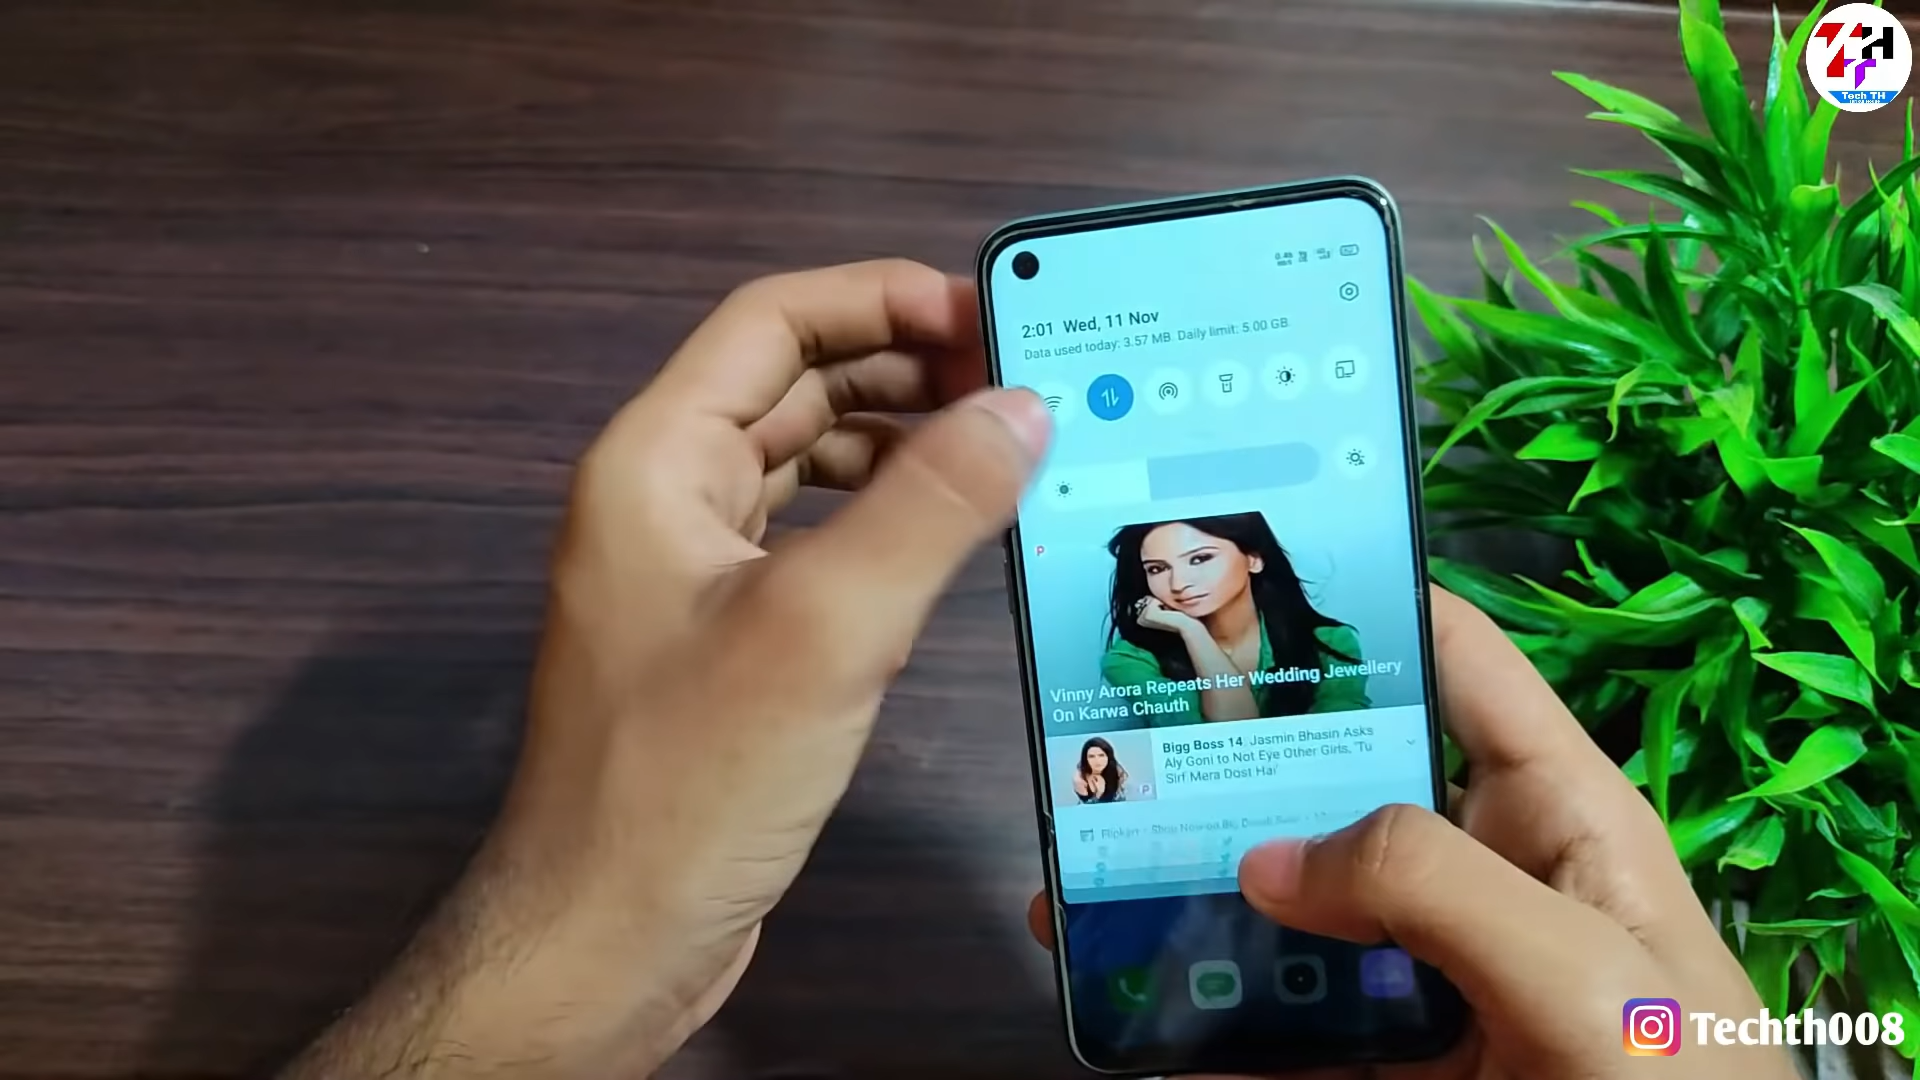 Tech TH
2:01 Wed, 11 Nov
Data used today: 3.57 MB. Daily limit: 5.00 GB.
P
Vinny Arora Repeats Her Wedding Jewellery
On Karwa Chauth
Bigg Boss 14: Jasmin Bhasin Asks
Aly Goni to Not Eye Other Girls, 'Tu
Sirf Mera Dost Hai'
P
Techth008